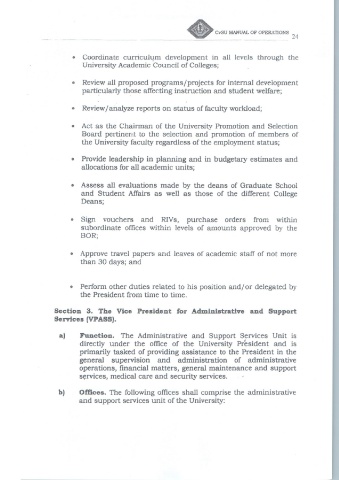 CvSU MANUAL OF OPERATIONS 24
• Coordinate curriculum development in all levels through the
University Academic Council of Colleges;
• Review all proposed programs/projects for internal development
particularly those affecting instruction and student welfare;
• Review/analyze reports on status of faculty workload;
• Act as the Chairman of the University Promotion and Selection
Board pertinent to the selection and promotion of members of
the University faculty regardless of the employment status;
• Provide leadership in planning and in budgetary estimates and
allocations for all academic units;
• Assess all evaluations made by the deans of Graduate School
and Student Affairs as well as those of the different College
Deans;
• Sign vouchers and RIVs, purchase orders from within
subordinate offices within levels of amounts approved by the
BOR;
• Approve travel papers and leaves of academic staff of not more
than 30 days; and
• Perform other duties related to his position and/or delegated by
the President from time to time.
Section 3. The Vice President for Administrative and Support
Services (VPASS).
a) Function. The Administrative and Support Services Unit is
directly under the office of the University President and is
primarily tasked of providing assistance to the President in the
general supervision and administration of administrative
operations, financial matters, general maintenance and support
services, medical care and security services.
b) Offices. The following offices shall comprise the administrative
and support services unit of the University: